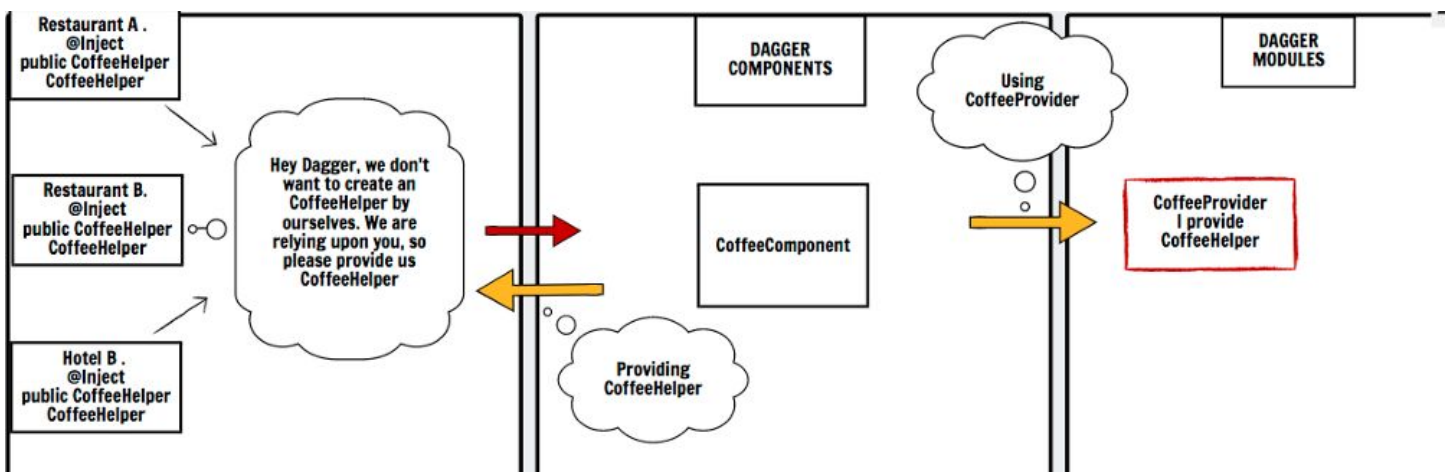 Restaurant A .
@Inject
public CoffeeHelper
CoffeeHelper
Restaurant B.
@Inject
public CoffeeHelper
CoffeeHelper
Hotel B .
@Inject
public CoffeeHelper
CoffeeHelper
Hey Dagger, we don't
want to create an
CoffeeHelper by
ourselves. We are
relying upon you, so
please provide us
CoffeeHelper
DAGGER
COMPONENTS
CoffeeComponent
Providing
CoffeeHelper
Using
CoffeeProvider
DAGGER
MODULES
CoffeeProvider
I provide
CoffeeHelper